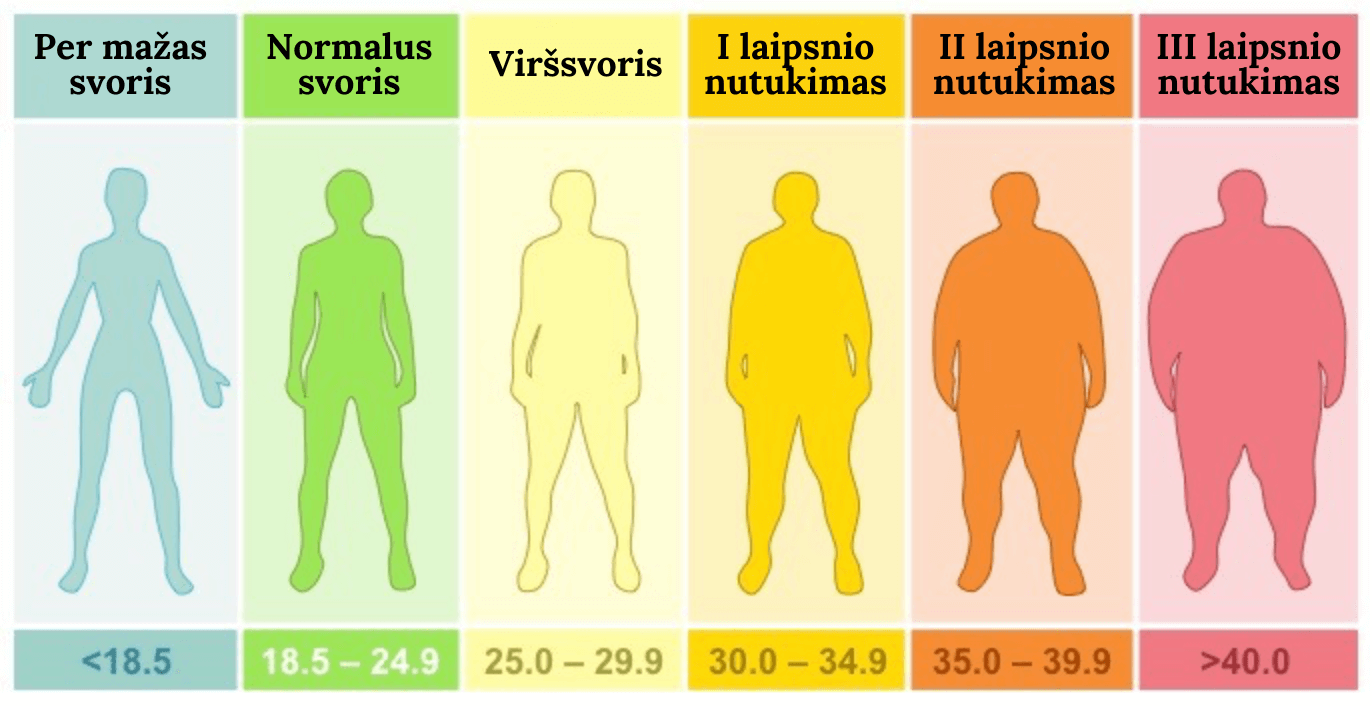 Per mažas
svoris
Normalus
svoris
Viršsvoris
I laipsnio
nutukimas
II laipsnio
nutukimas
III laipsnio
nutukimas
<18.5
18.5 – 24.9
25.0 – 29.9
30.0 – 34.9
35.0 – 39.9
>40.0